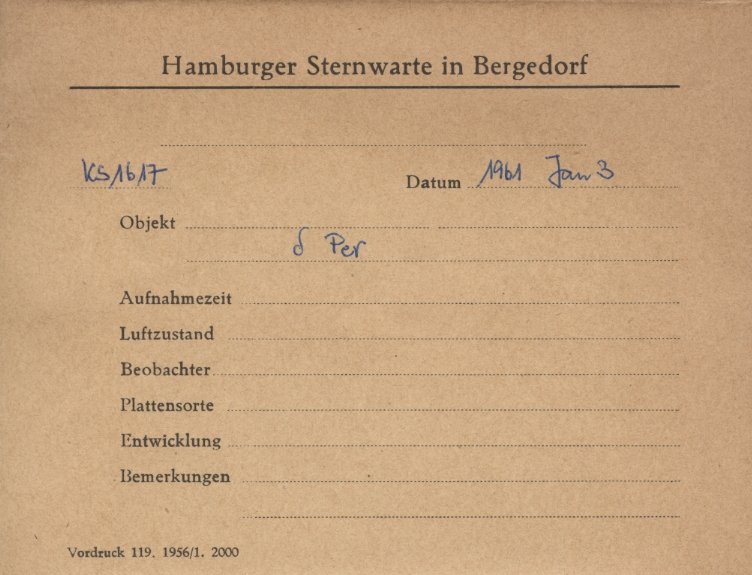 Hamburger Sternwarte in Bergedorf
KS1617 Datum 1961 Jan 3
Objekt
δ Per
Aufnahmezeit
Luftzustand
Beobachter
Plattensorte
Entwicklung
Bemerkungen
Vordruck 119. 1956/1. 2000